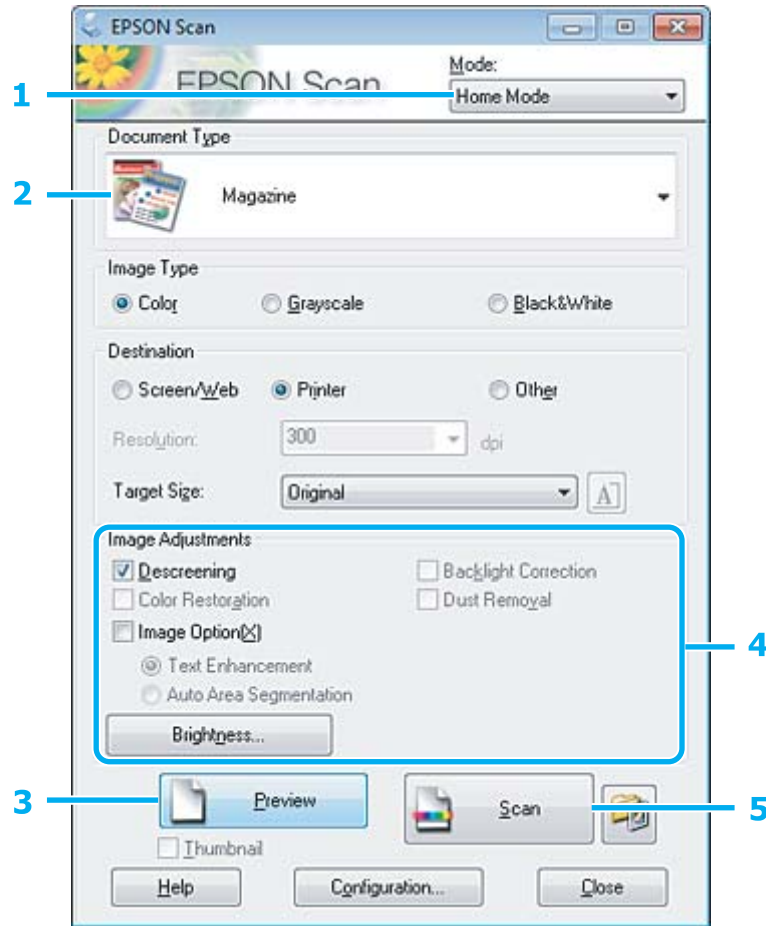 EPSON Scan
EPSON Scan
Mode:
1
Home Mode
Document Type
2
Magazine
Image Type
Color Grayscale Black&White
Destination
Screen/Web Printer Other
Resolution: 300 dpi
Target Size: Original A
Image Adjustments
Descreening Backlight Correction
Color Restoration Dust Removal
Image Option(X)
4
Text Enhancement
Auto Area Segmentation
Brightness...
3 Preview Scan 5
Thumbnail
Help Configuration... Close